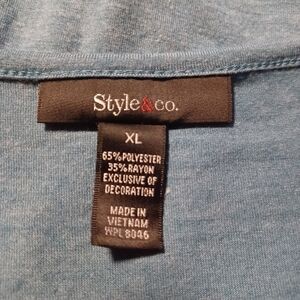 Style&co.
XL
65%POLYESTER
35%RAYON
EXCLUSIVE OF
DECORATION
MADE IN
VIETNAM
WPL 8046